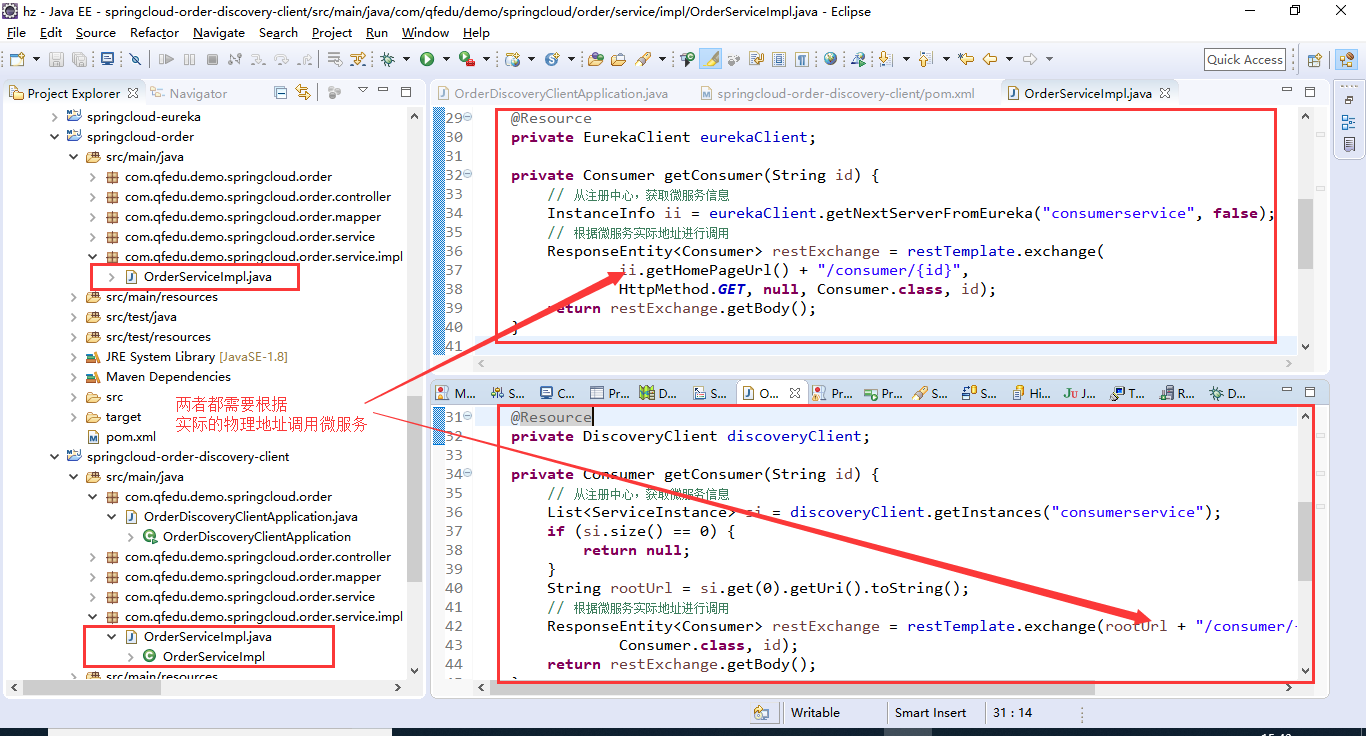 hz - Java EE - springcloud-order-discovery-client/src/main/java/com/qfedu/demo/springcloud/order/service/impl/OrderServiceImpl.java - Eclipse
File Edit Source Refactor Navigate Search Project Run Window Help
Quick Access
Project Explorer Navigator
springcloud-eureka
springcloud-order
src/main/java
com.qfedu.demo.springcloud.order
com.qfedu.demo.springcloud.order.controller
com.qfedu.demo.springcloud.order.mapper
com.qfedu.demo.springcloud.order.service
com.qfedu.demo.springcloud.order.service.impl
OrderServiceImpl.java
src/main/resources
src/test/java
src/test/resources
JRE System Library [JavaSE-1.8]
Maven Dependencies
src
target
pom.xml
两者都需要根据
实际的物理地址调用微服务
springcloud-order-discovery-client
src/main/java
com.qfedu.demo.springcloud.order
OrderDiscoveryClientApplication.java
OrderDiscoveryClientApplication
com.qfedu.demo.springcloud.order.controller
com.qfedu.demo.springcloud.order.mapper
com.qfedu.demo.springcloud.order.service
com.qfedu.demo.springcloud.order.service.impl
OrderServiceImpl.java
OrderServiceImpl
src/main/resources
OrderDiscoveryClientApplication.java springcloud-order-discovery-client/pom.xml OrderServiceImpl.java
29 @Resource
30 private EurekaClient eurekaClient;
31
32 private Consumer getConsumer(String id) {
33 // 从注册中心，获取微服务信息
34 InstanceInfo ii = eurekaClient.getNextServerFromEureka("consumerservice", false);
35 // 根据微服务实际地址进行调用
36 ResponseEntity<Consumer> restExchange = restTemplate.exchange(
37 ii.getHomePageUrl() + "/consumer/{id}",
38 HttpMethod.GET, null, Consumer.class, id);
39 return restExchange.getBody();
40 }
41
M... S... C... Pr... D... S... O... Pr... Pr... S... S... Hi... J... T... R... D...
31 @Resource
32 private DiscoveryClient discoveryClient;
33
34 private Consumer getConsumer(String id) {
35 // 从注册中心，获取微服务信息
36 List<ServiceInstance> si = discoveryClient.getInstances("consumerservice");
37 if (si.size() == 0) {
38 return null;
39 }
40 String rootUrl = si.get(0).getUri().toString();
41 // 根据微服务实际地址进行调用
42 ResponseEntity<Consumer> restExchange = restTemplate.exchange(rootUrl + "/consumer/
43 Consumer.class, id);
44 return restExchange.getBody();
Writable Smart Insert 31 : 14